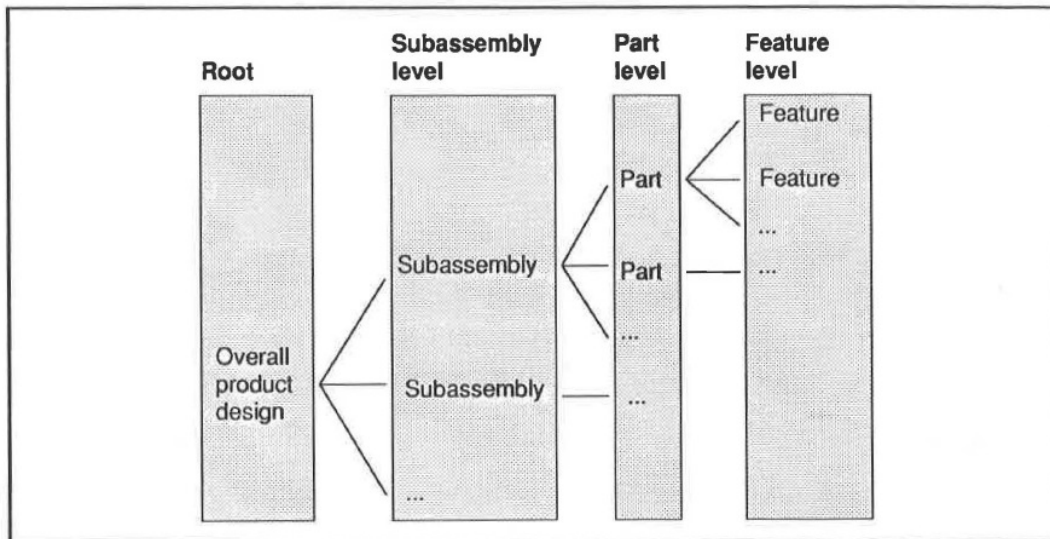 Root
Subassembly
level
Part
level
Feature
level
Overall
product
design
Subassembly
Subassembly
...
Part
Part
...
...
Feature
Feature
...
...